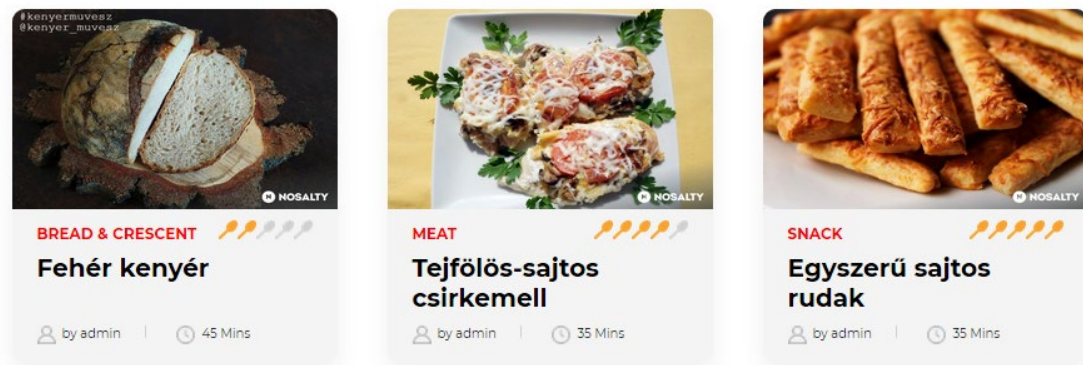 #kenyermuvesz
@kenyer_muvesz
NOSALTY
BREAD & CRESCENT
Fehér kenyér
by admin
45 Mins
NOSALTY
MEAT
Tejfölös-sajtos
csirkemell
by admin
35 Mins
NOSALTY
SNACK
Egyszerű sajtos
rudak
by admin
35 Mins